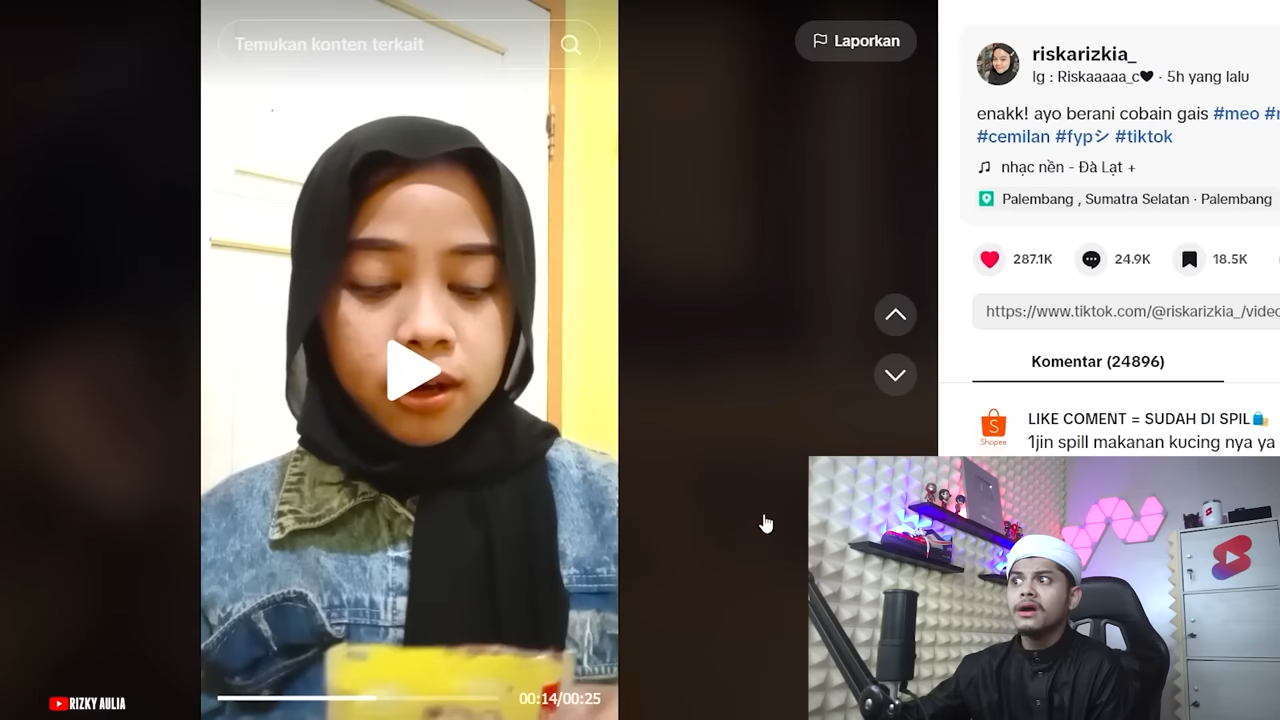 Temukan konten terkait
Laporkan
riskarizkia_
Ig : Riskaaaaa_c🖤 · 5h yang lalu
enakk! ayo berani cobain gais #meo
#cemilan #fypシ #tiktok
nhạc nền - Đà Lạt +
Palembang , Sumatra Selatan · Palembang
287.1K
24.9K
18.5K
https://www.tiktok.com/@riskarizkia_/video
Komentar (24896)
LIKE COMENT = SUDAH DI SPIL🛍️
Shopee
1jin spill makanan kucing nya ya
00:14/00:25
RIZKY AULIA